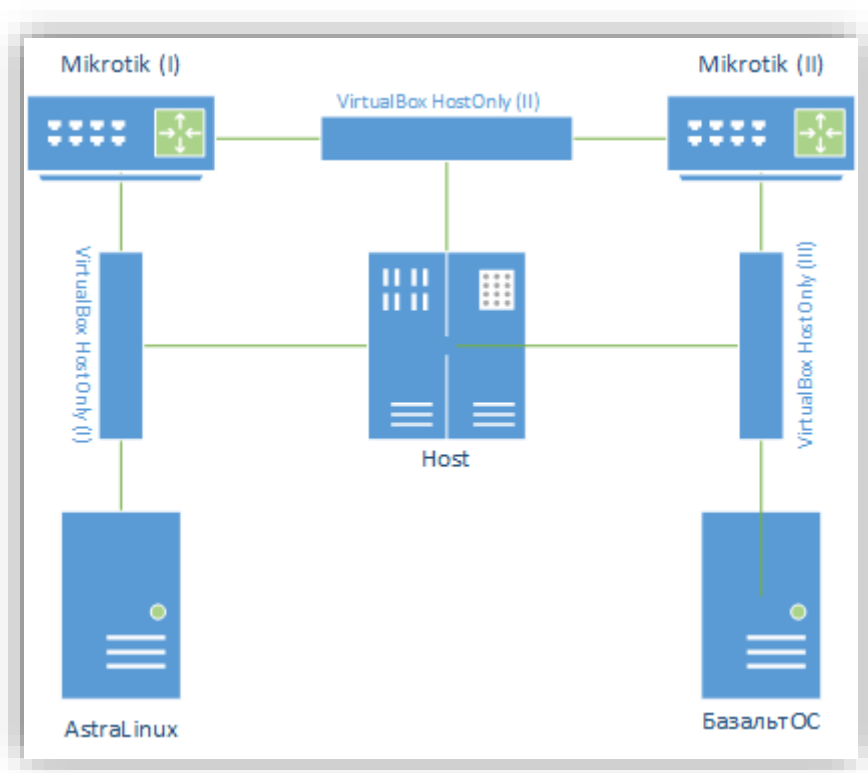 Mikrotik (I)
Mikrotik (II)
VirtualBox HostOnly (II)
VirtualBox HostOnly (I)
VirtualBox HostOnly (III)
Host
AstraLinux
БазальтОС